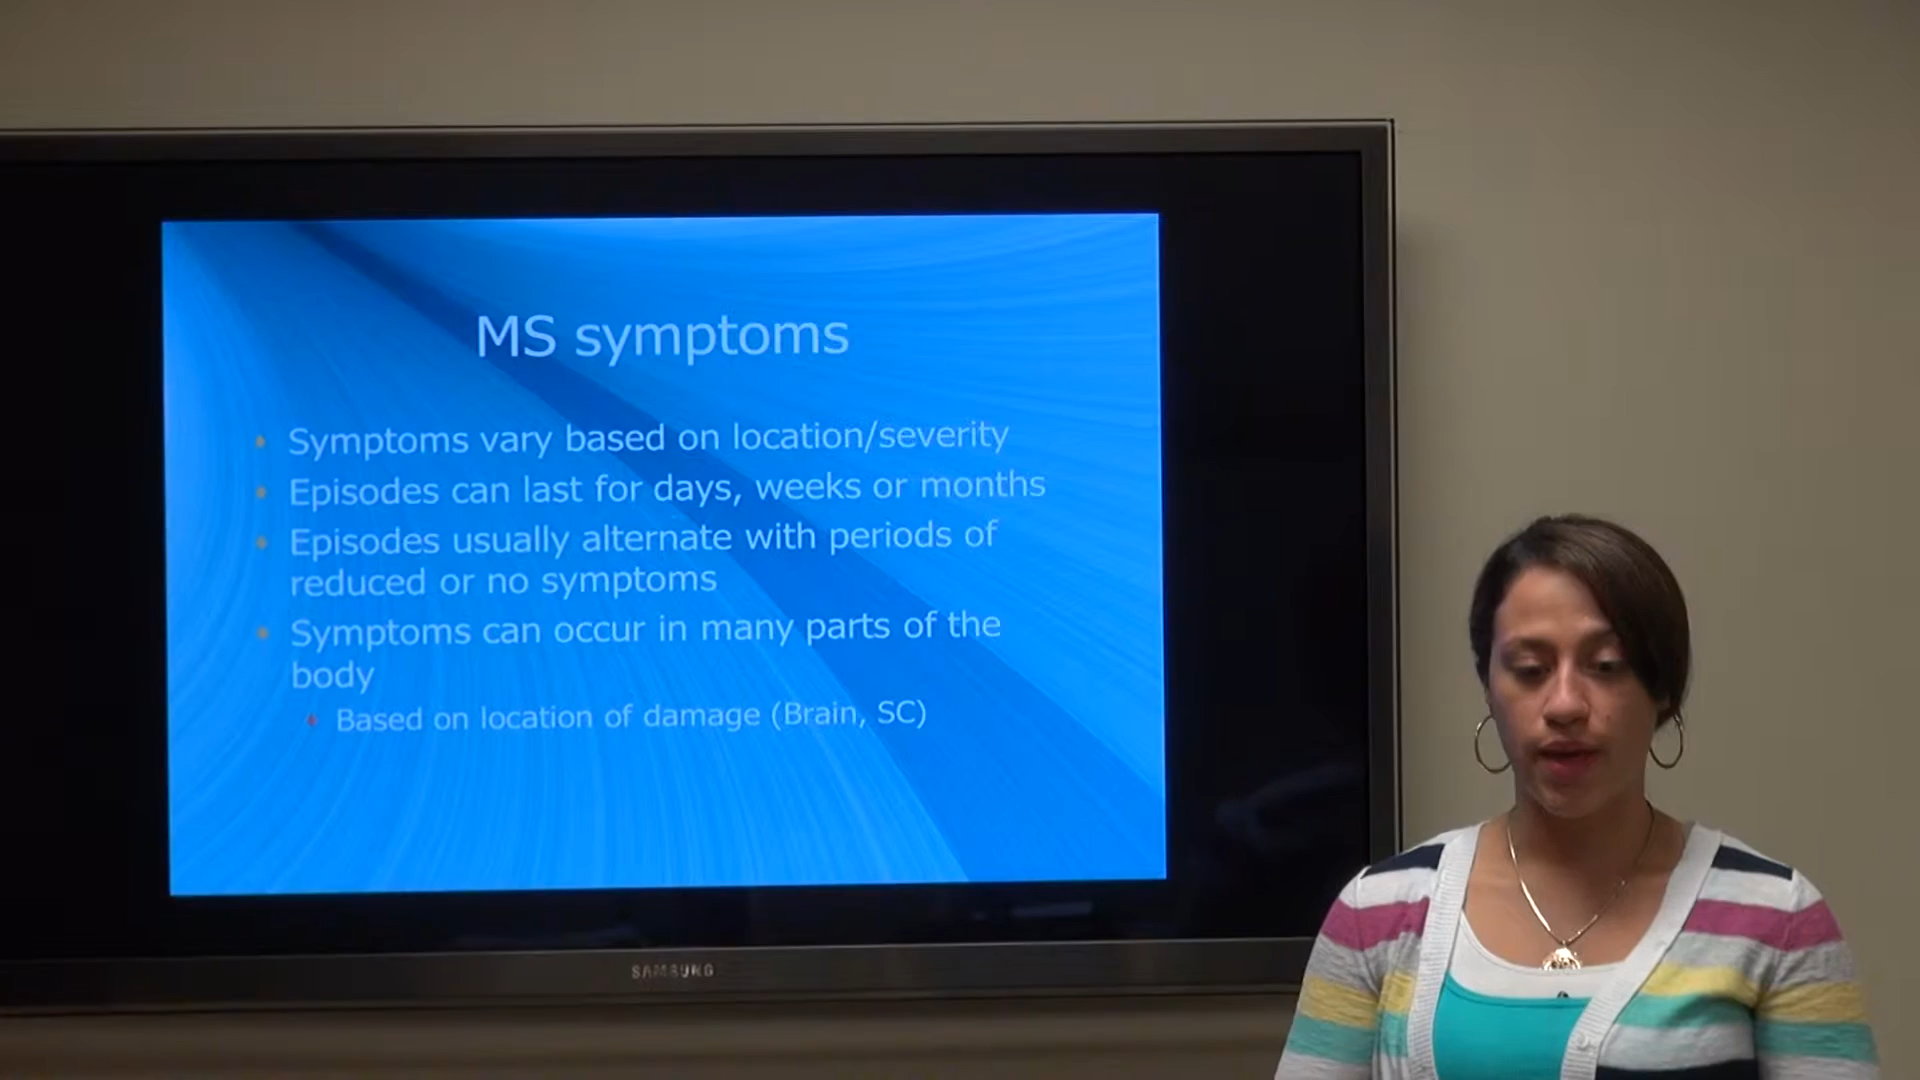 MS symptoms
Symptoms vary based on location/severity
Episodes can last for days, weeks or months
Episodes usually alternate with periods of
reduced or no symptoms
Symptoms can occur in many parts of the
body
Based on location of damage (Brain, SC)
SAMSUNG